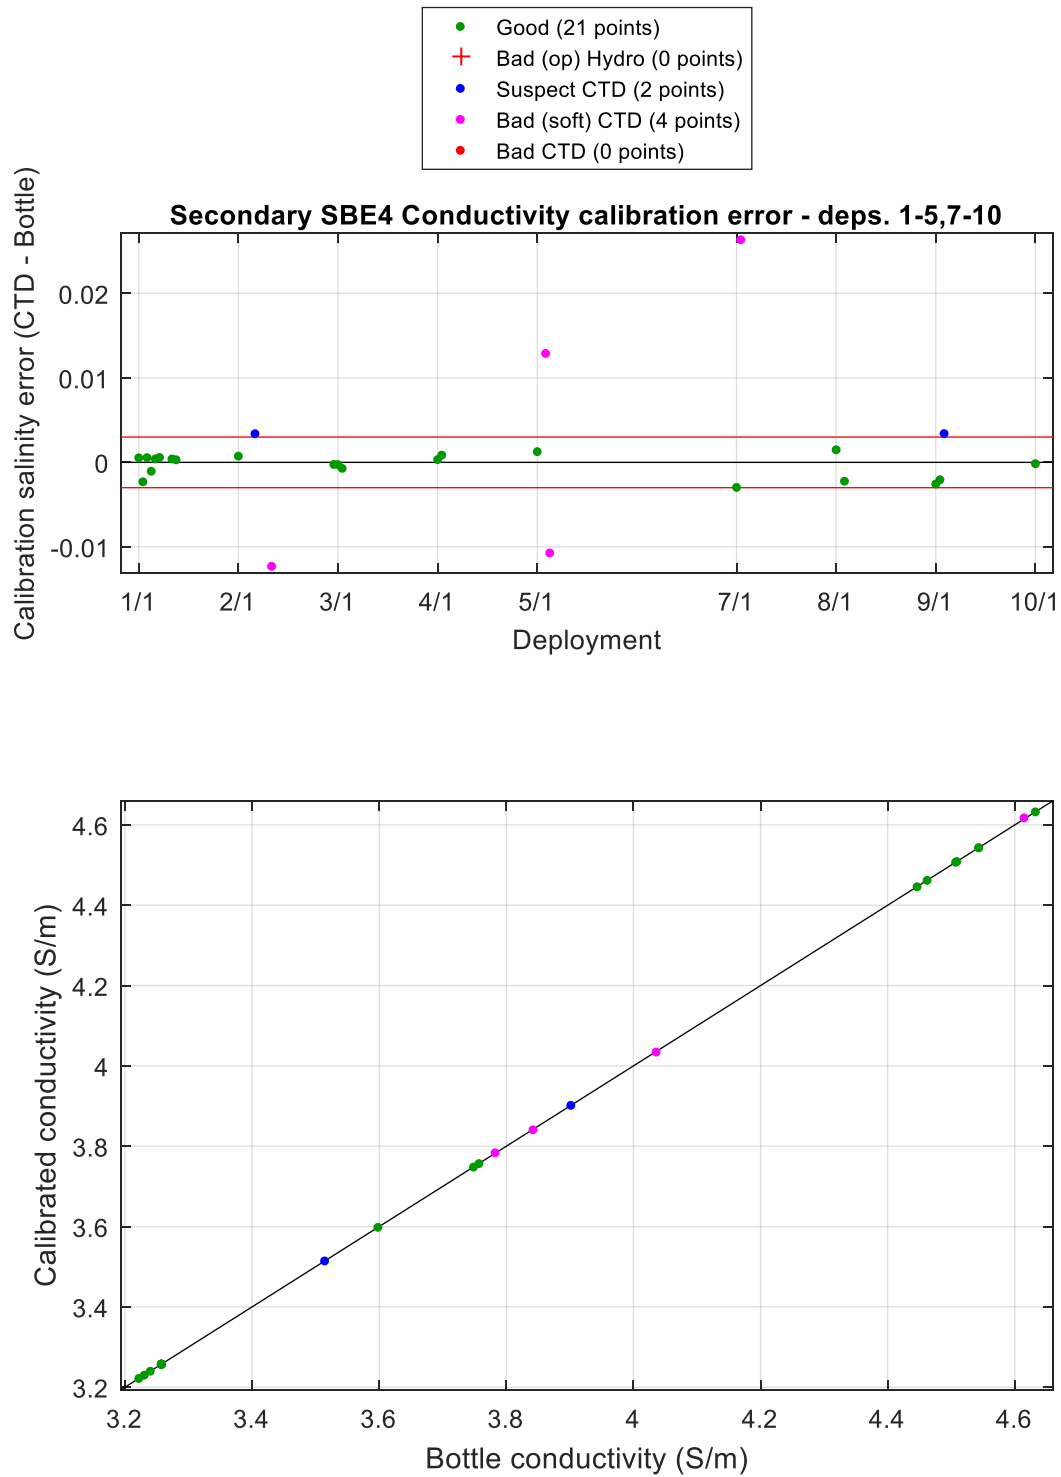 Good (21 points)
Bad (op) Hydro (0 points)
Suspect CTD (2 points)
Bad (soft) CTD (4 points)
Bad CTD (0 points)
Secondary SBE4 Conductivity calibration error - deps. 1-5,7-10
Calibration salinity error (CTD - Bottle)
0.02
0.01
0
-0.01
1/1 2/1 3/1 4/1 5/1 7/1 8/1 9/1 10/1
Deployment
Calibrated conductivity (S/m)
4.6
4.4
4.2
4
3.8
3.6
3.4
3.2
3.2 3.4 3.6 3.8 4 4.2 4.4 4.6
Bottle conductivity (S/m)